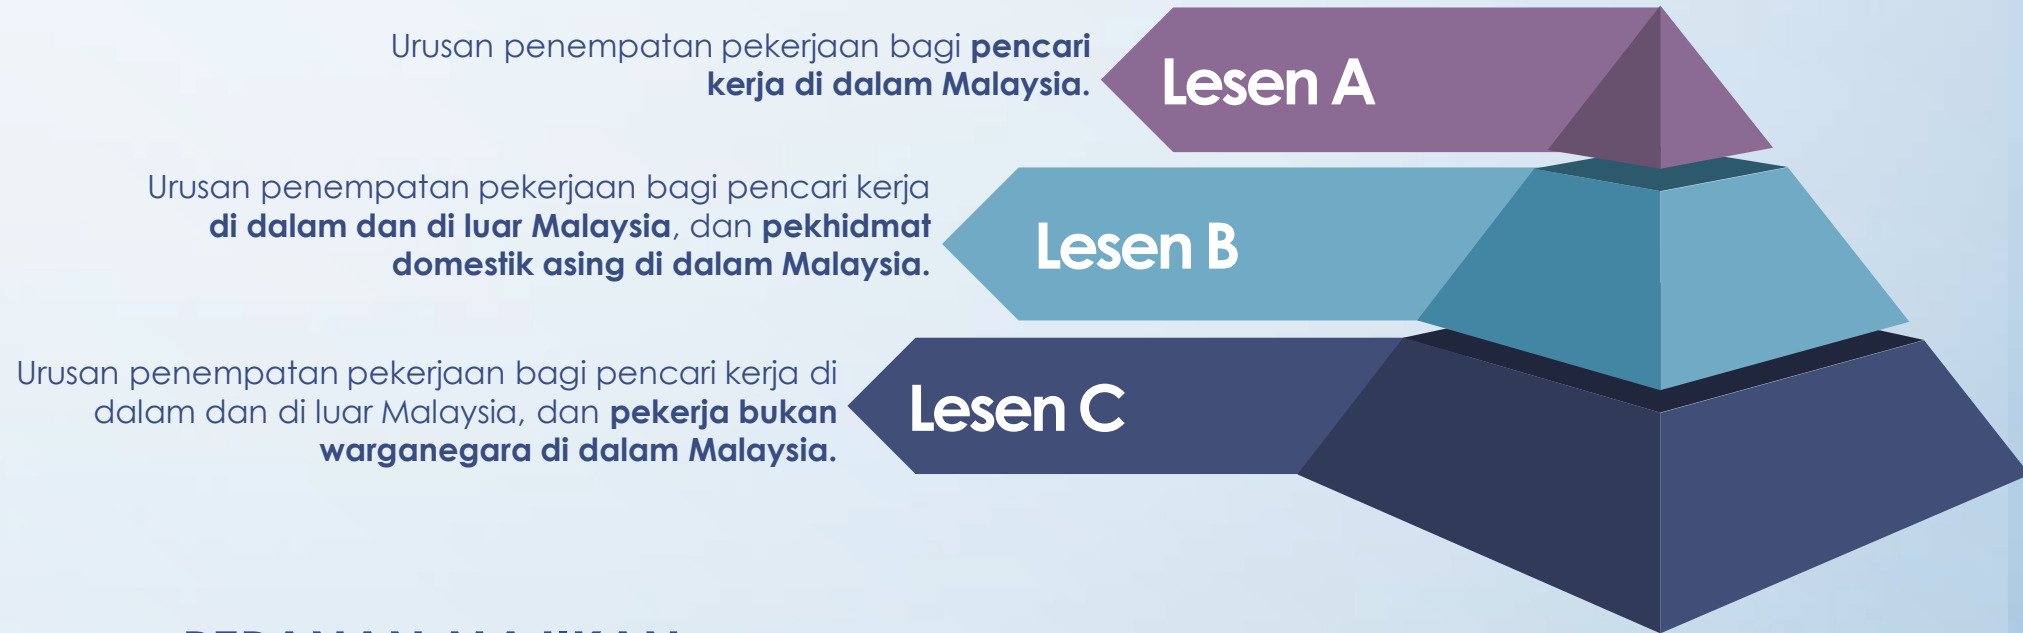 Urusan penempatan pekerjaan bagi pencari
kerja di dalam Malaysia.
Lesen A
Urusan penempatan pekerjaan bagi pencari kerja
di dalam dan di luar Malaysia, dan pekhidmat
domestik asing di dalam Malaysia.
Lesen B
Urusan penempatan pekerjaan bagi pencari kerja di
dalam dan di luar Malaysia, dan pekerja bukan
warganegara di dalam Malaysia.
Lesen C
PERANAN MAJIKAN